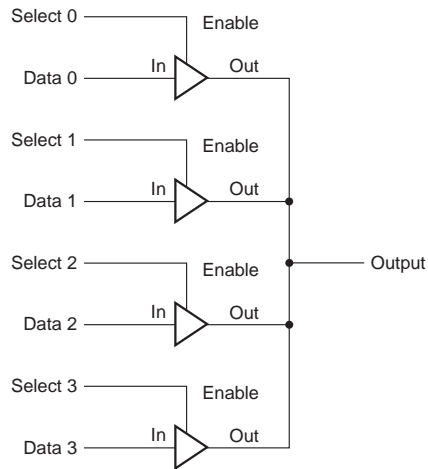 Select 0
Enable
Data 0
In
Out
Select 1
Enable
Data 1
In
Out
Output
Select 2
Enable
Data 2
In
Out
Select 3
Enable
Data 3
In
Out